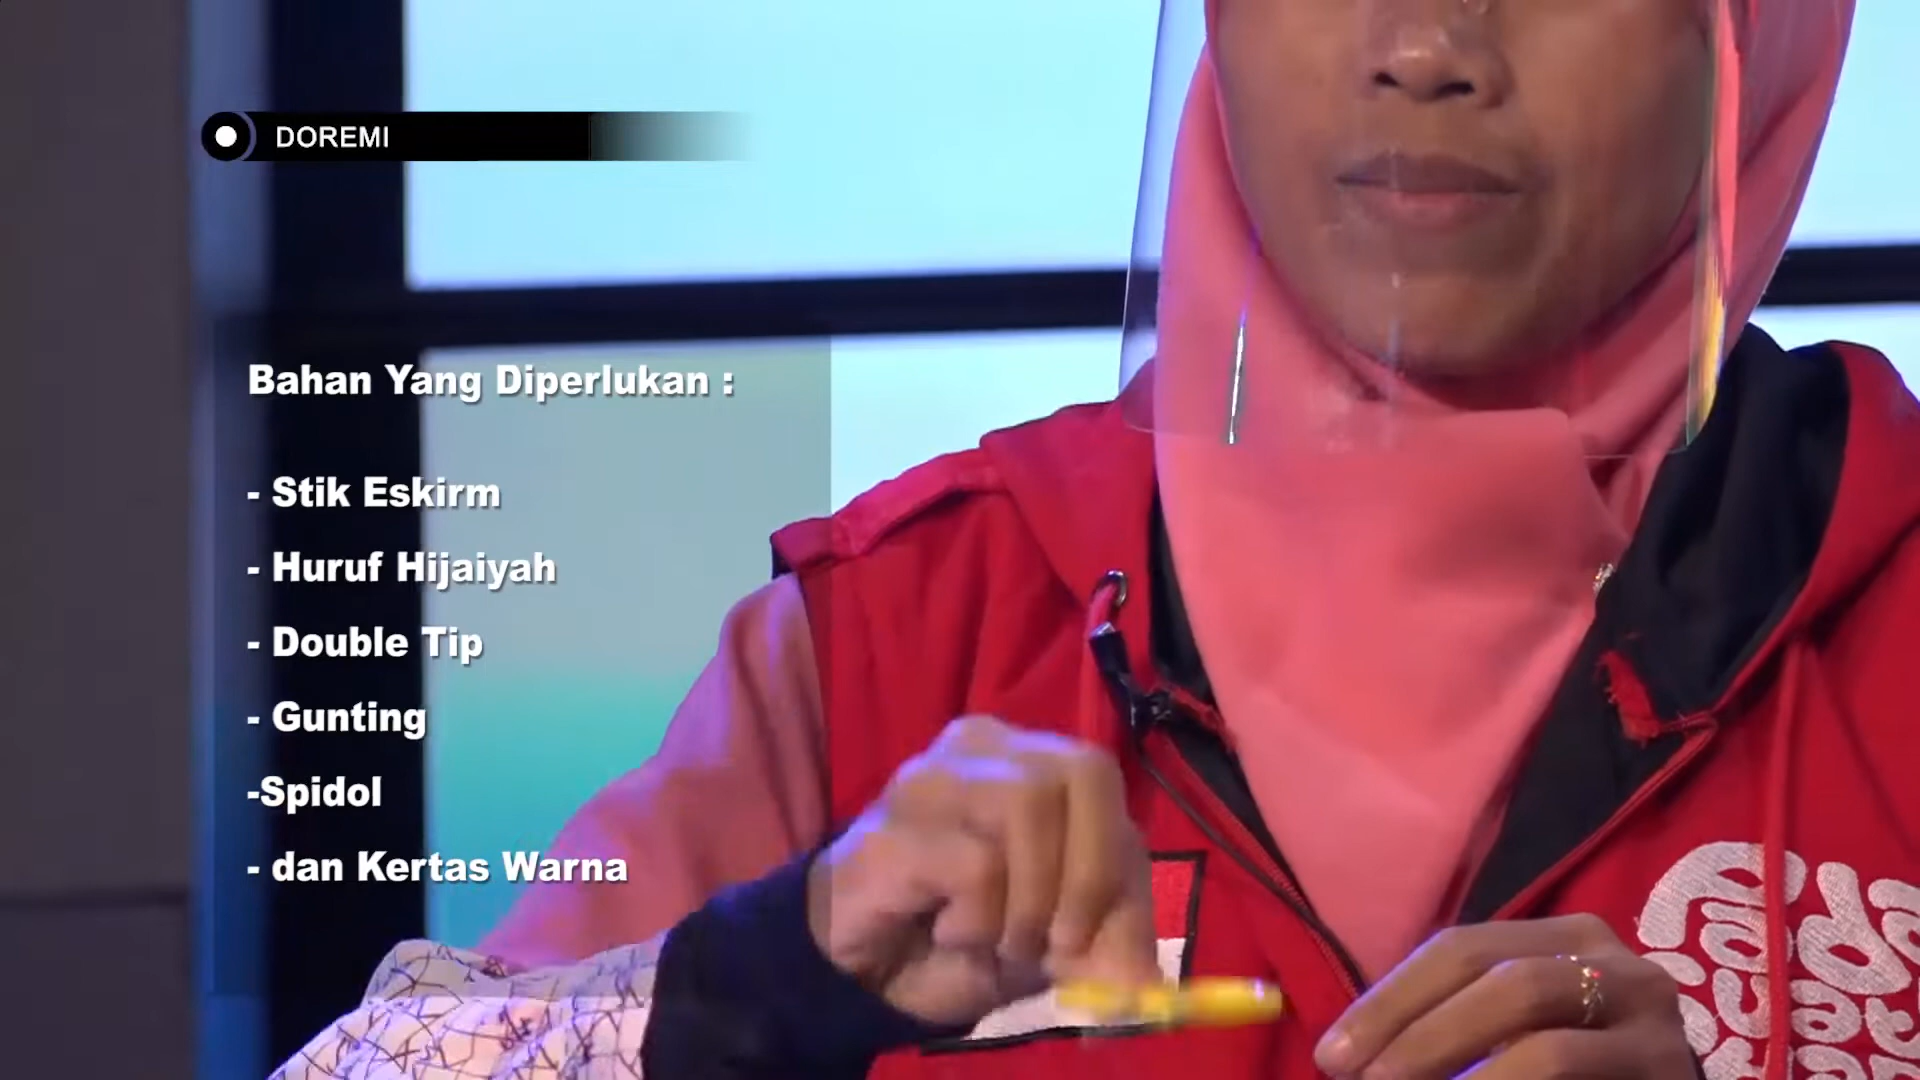 DOREMI
Bahan Yang Diperlukan :
- Stik Eskirm
- Huruf Hijaiyah
- Double Tip
- Gunting
-Spidol
- dan Kertas Warna